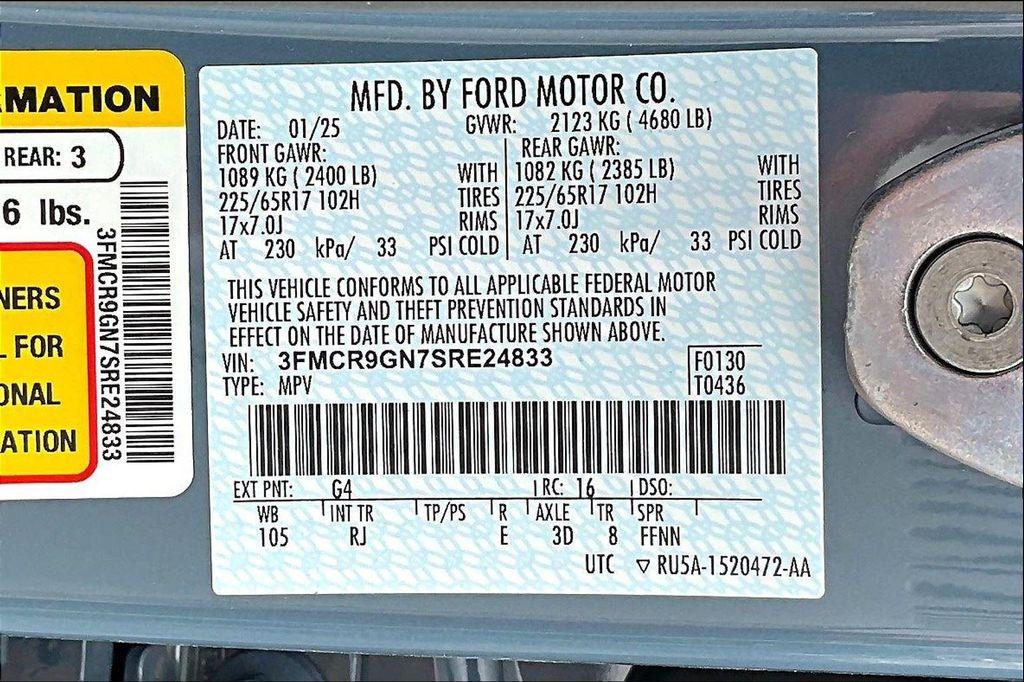 RMATION
REAR: 3
6 lbs.
NERS
L FOR
ONAL
ATION
3FMCR9GN7SRE24833
MFD. BY FORD MOTOR CO.
DATE: 01/25 GVWR: 2123 KG ( 4680 LB)
FRONT GAWR: REAR GAWR:
1089 KG ( 2400 LB) WITH 1082 KG ( 2385 LB) WITH
225/65R17 102H TIRES 225/65R17 102H TIRES
17x7.0J RIMS 17x7.0J RIMS
AT 230 kPa/ 33 PSI COLD AT 230 kPa/ 33 PSI COLD
THIS VEHICLE CONFORMS TO ALL APPLICABLE FEDERAL MOTOR
VEHICLE SAFETY AND THEFT PREVENTION STANDARDS IN
EFFECT ON THE DATE OF MANUFACTURE SHOWN ABOVE.
VIN: 3FMCR9GN7SRE24833 F0130
TYPE: MPV T0436
EXT PNT: G4 RC: 16 DSO:
WB INT TR TP/PS R AXLE TR SPR
105 RJ E 3D 8 FFNN
UTC ▽ RU5A-1520472-AA